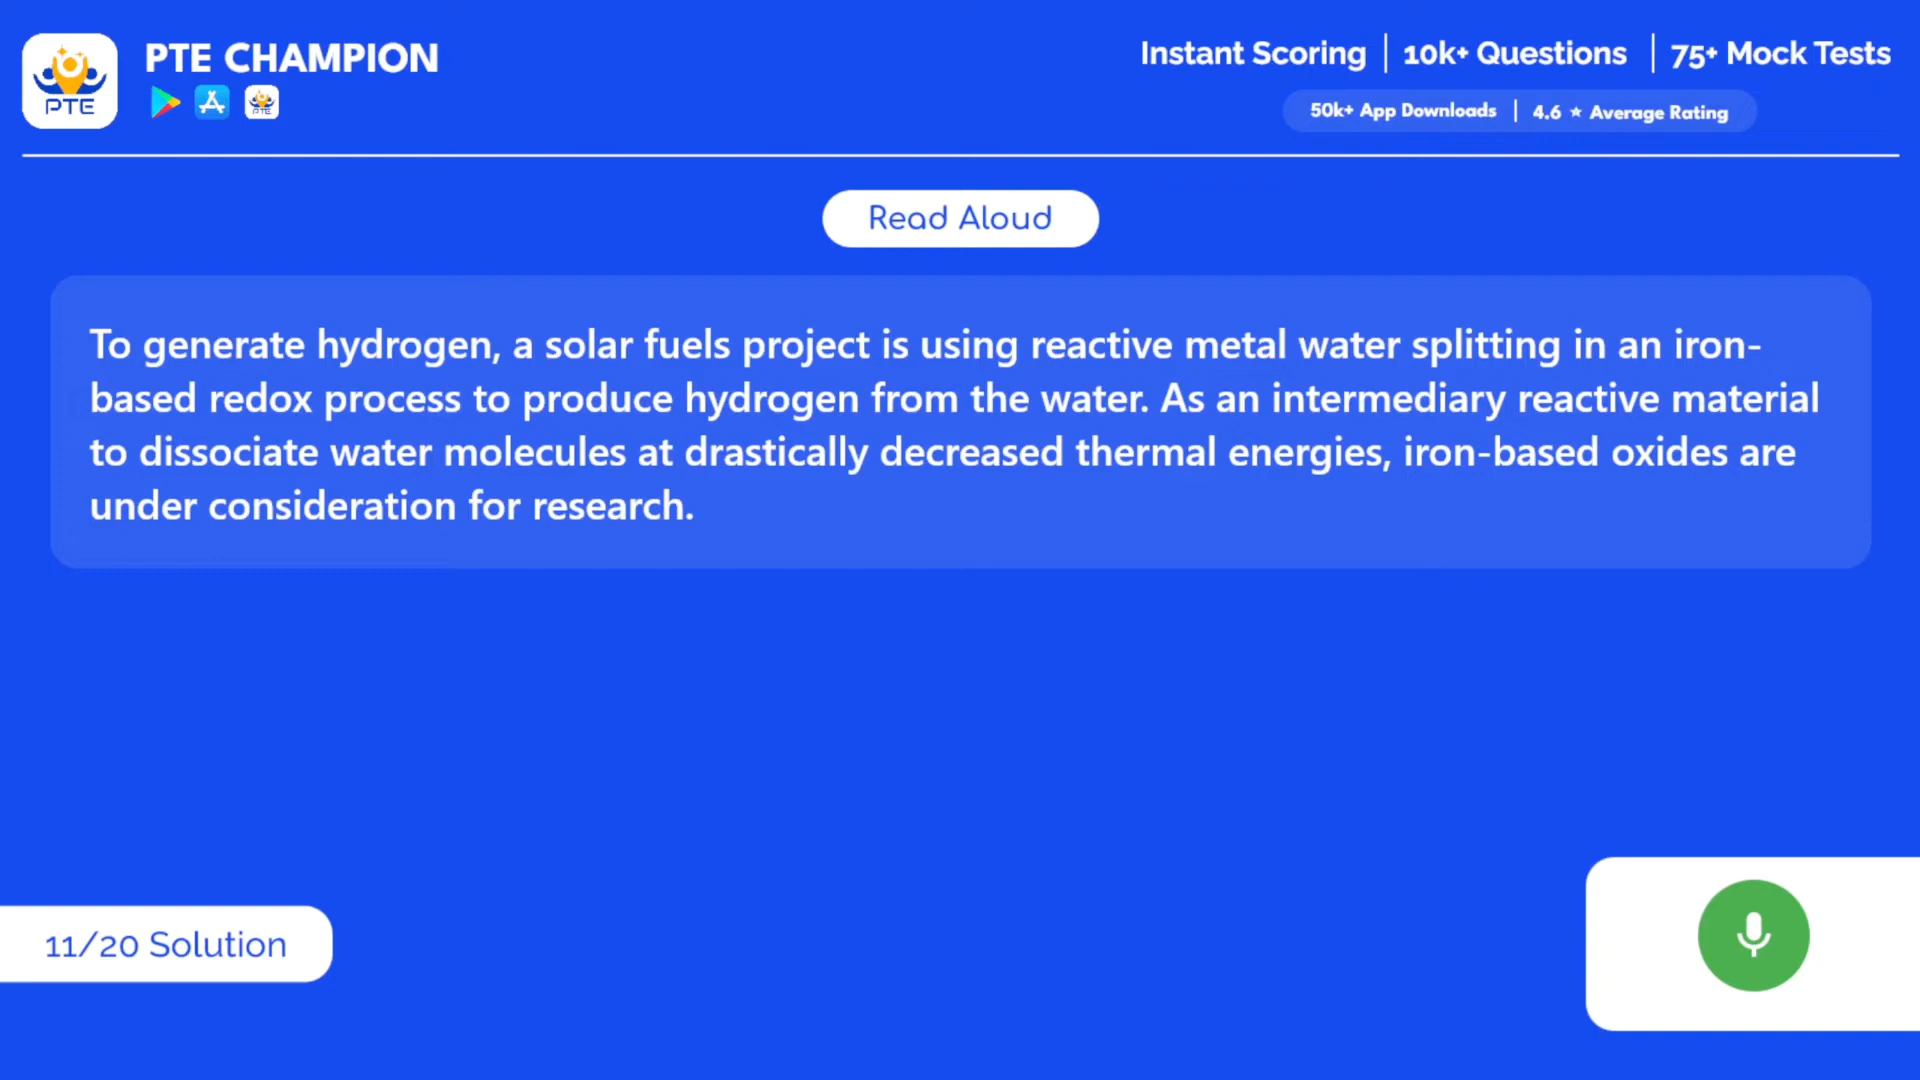 PTE CHAMPION
PTE
PTE
Instant Scoring | 10k+ Questions | 75+ Mock Tests
50k+ App Downloads | 4.6 ★ Average Rating
Read Aloud
To generate hydrogen, a solar fuels project is using reactive metal water splitting in an iron-
based redox process to produce hydrogen from the water. As an intermediary reactive material
to dissociate water molecules at drastically decreased thermal energies, iron-based oxides are
under consideration for research.
11/20 Solution